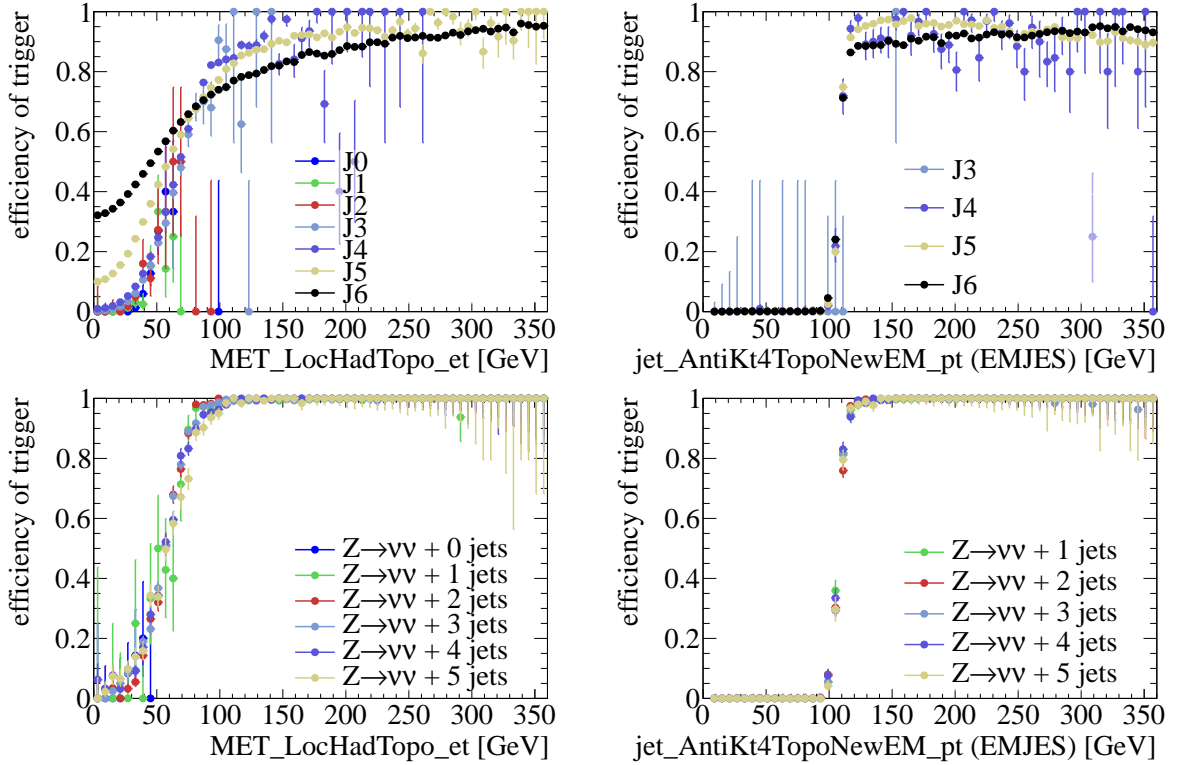 efficiency of trigger
1
0.8
0.6
0.4
0.2
0
J0
J1
J2
J3
J4
J5
J6
0 50 100 150 200 250 300 350
MET_LocHadTopo_et [GeV]
efficiency of trigger
1
0.8
0.6
0.4
0.2
0
J3
J4
J5
J6
0 50 100 150 200 250 300 350
jet_AntiKt4TopoNewEM_pt (EMJES) [GeV]
efficiency of trigger
1
0.8
0.6
0.4
0.2
0
Z→νν + 0 jets
Z→νν + 1 jets
Z→νν + 2 jets
Z→νν + 3 jets
Z→νν + 4 jets
Z→νν + 5 jets
0 50 100 150 200 250 300 350
MET_LocHadTopo_et [GeV]
efficiency of trigger
1
0.8
0.6
0.4
0.2
0
Z→νν + 1 jets
Z→νν + 2 jets
Z→νν + 3 jets
Z→νν + 4 jets
Z→νν + 5 jets
0 50 100 150 200 250 300 350
jet_AntiKt4TopoNewEM_pt (EMJES) [GeV]